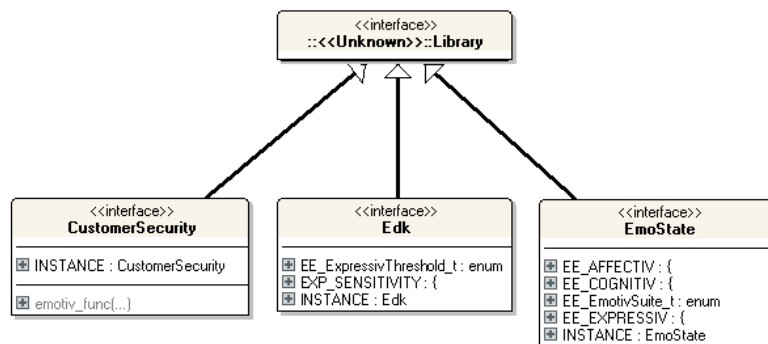 <<interface>>
::<<Unknown>>::Library
<<interface>>
CustomerSecurity
INSTANCE : CustomerSecurity
emotiv_func(...)
<<interface>>
Edk
EE_ExpressivThreshold_t : enum
EXP_SENSITIVITY : {
INSTANCE : Edk
<<interface>>
EmoState
EE_AFFECTIV : {
EE_COGNITIV : {
EE_EmotivSuite_t : enum
EE_EXPRESSIV : {
INSTANCE : EmoState